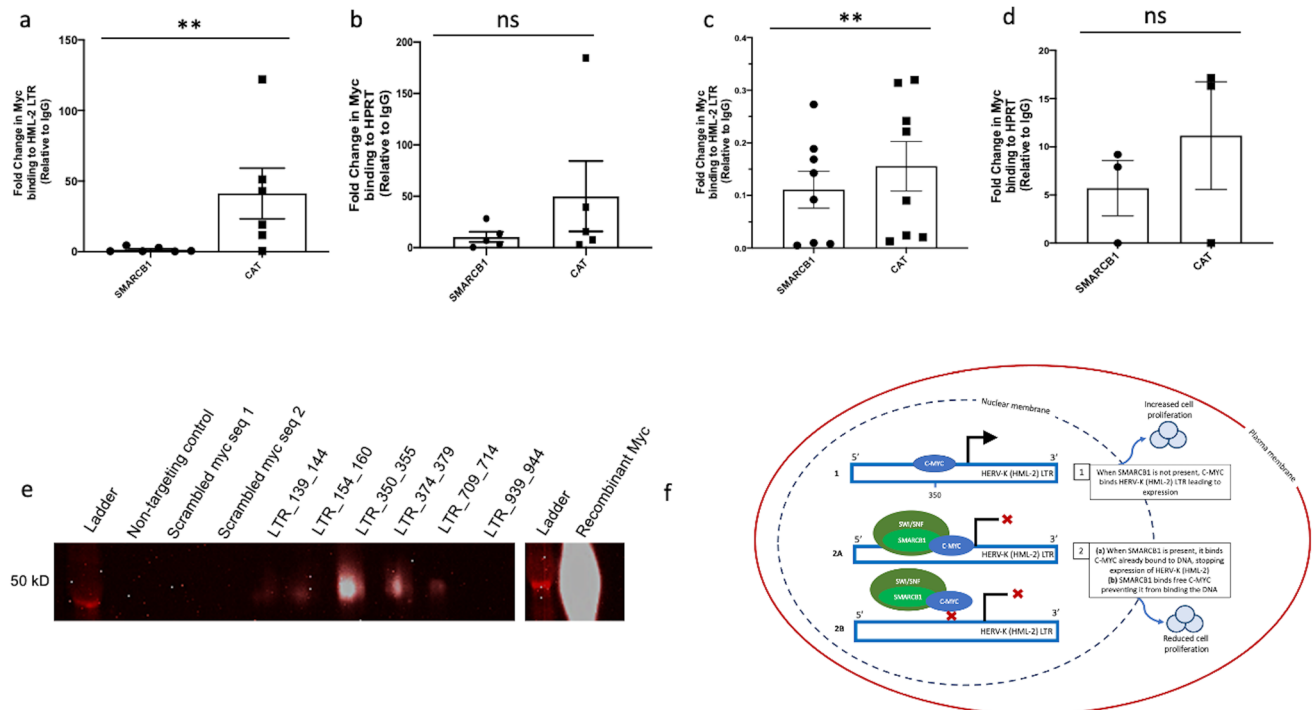 a
**
Fold Change in Myc
binding to HML-2 LTR
(Relative to IgG)
150
100
50
0
SMARCB1
CAT
b
ns
Fold Change in Myc
binding to HPRT
(Relative to IgG)
200
150
100
50
0
SMARCB1
CAT
c
**
Fold Change in Myc
binding to HML-2 LTR
(Relative to IgG)
0.4
0.3
0.2
0.1
0.0
SMARCB1
CAT
d
ns
Fold Change in Myc
binding to HPRT
(Relative to IgG)
20
15
10
5
0
SMARCB1
CAT
e
Ladder
Non-targeting control
Scrambled myc seq 1
Scrambled myc seq 2
LTR_139_144
LTR_154_160
LTR_350_355
LTR_374_379
LTR_709_714
LTR_939_944
Ladder
Recombinant Myc
50 kD
f
Nuclear membrane
Plasma membrane
Increased cell
proliferation
1
5’
3’
C-MYC
HERV-K (HML-2) LTR
350
1
When SMARCB1 is not present, C-MYC
binds HERV-K (HML-2) LTR leading to
expression
2A
5’
3’
SWI/SNF
SMARCB1
C-MYC
HERV-K (HML-2) LTR
2
(a) When SMARCB1 is present, it binds
C-MYC already bound to DNA, stopping
expression of HERV-K (HML-2)
(b) SMARCB1 binds free C-MYC
preventing it from binding the DNA
2B
5’
3’
SWI/SNF
SMARCB1
C-MYC
HERV-K (HML-2) LTR
Reduced cell
proliferation